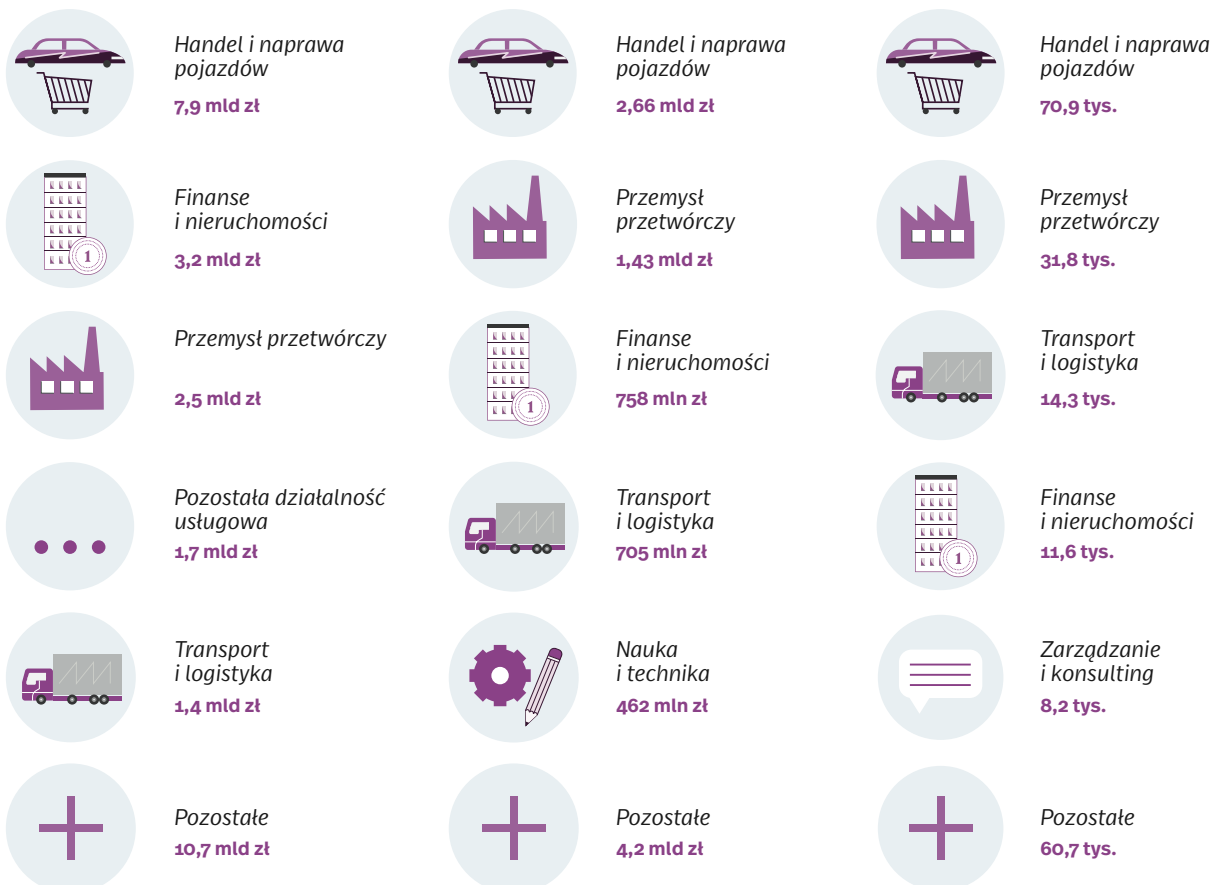 Handel i naprawa
pojazdów
7,9 mld zł
Handel i naprawa
pojazdów
2,66 mld zł
Handel i naprawa
pojazdów
70,9 tys.
Finanse
i nieruchomości
3,2 mld zł
1
Przemysł
przetwórczy
1,43 mld zł
Przemysł
przetwórczy
31,8 tys.
Przemysł przetwórczy
2,5 mld zł
Finanse
i nieruchomości
758 mln zł
1
Transport
i logistyka
14,3 tys.
Pozostała działalność
usługowa
1,7 mld zł
Transport
i logistyka
705 mln zł
Finanse
i nieruchomości
11,6 tys.
1
Transport
i logistyka
1,4 mld zł
Nauka
i technika
462 mln zł
Zarządzanie
i konsulting
8,2 tys.
Pozostałe
10,7 mld zł
Pozostałe
4,2 mld zł
Pozostałe
60,7 tys.